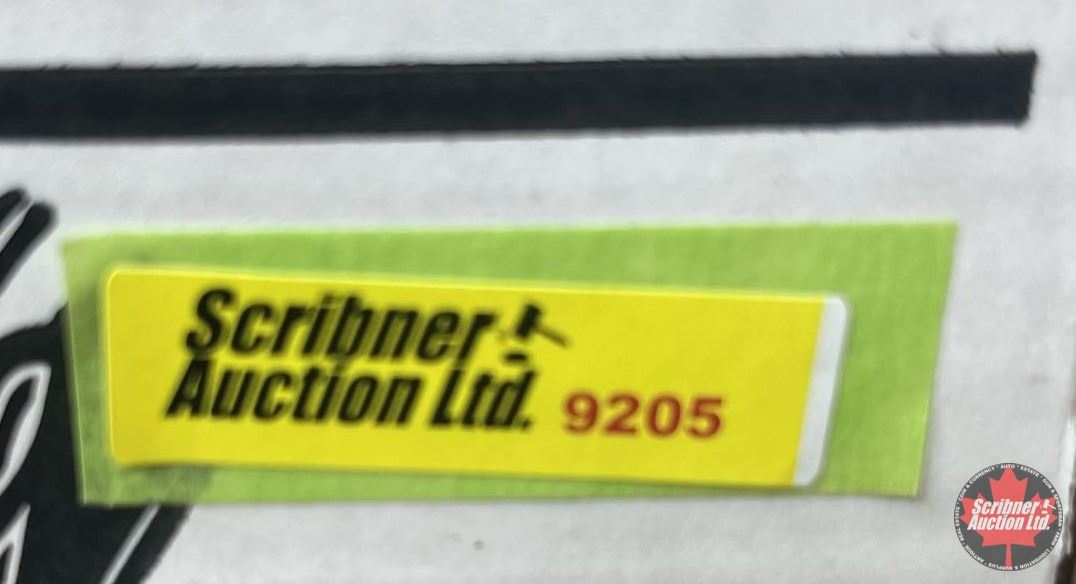 Scribner
Auction Ltd. 9205
Scribner
Auction Ltd.